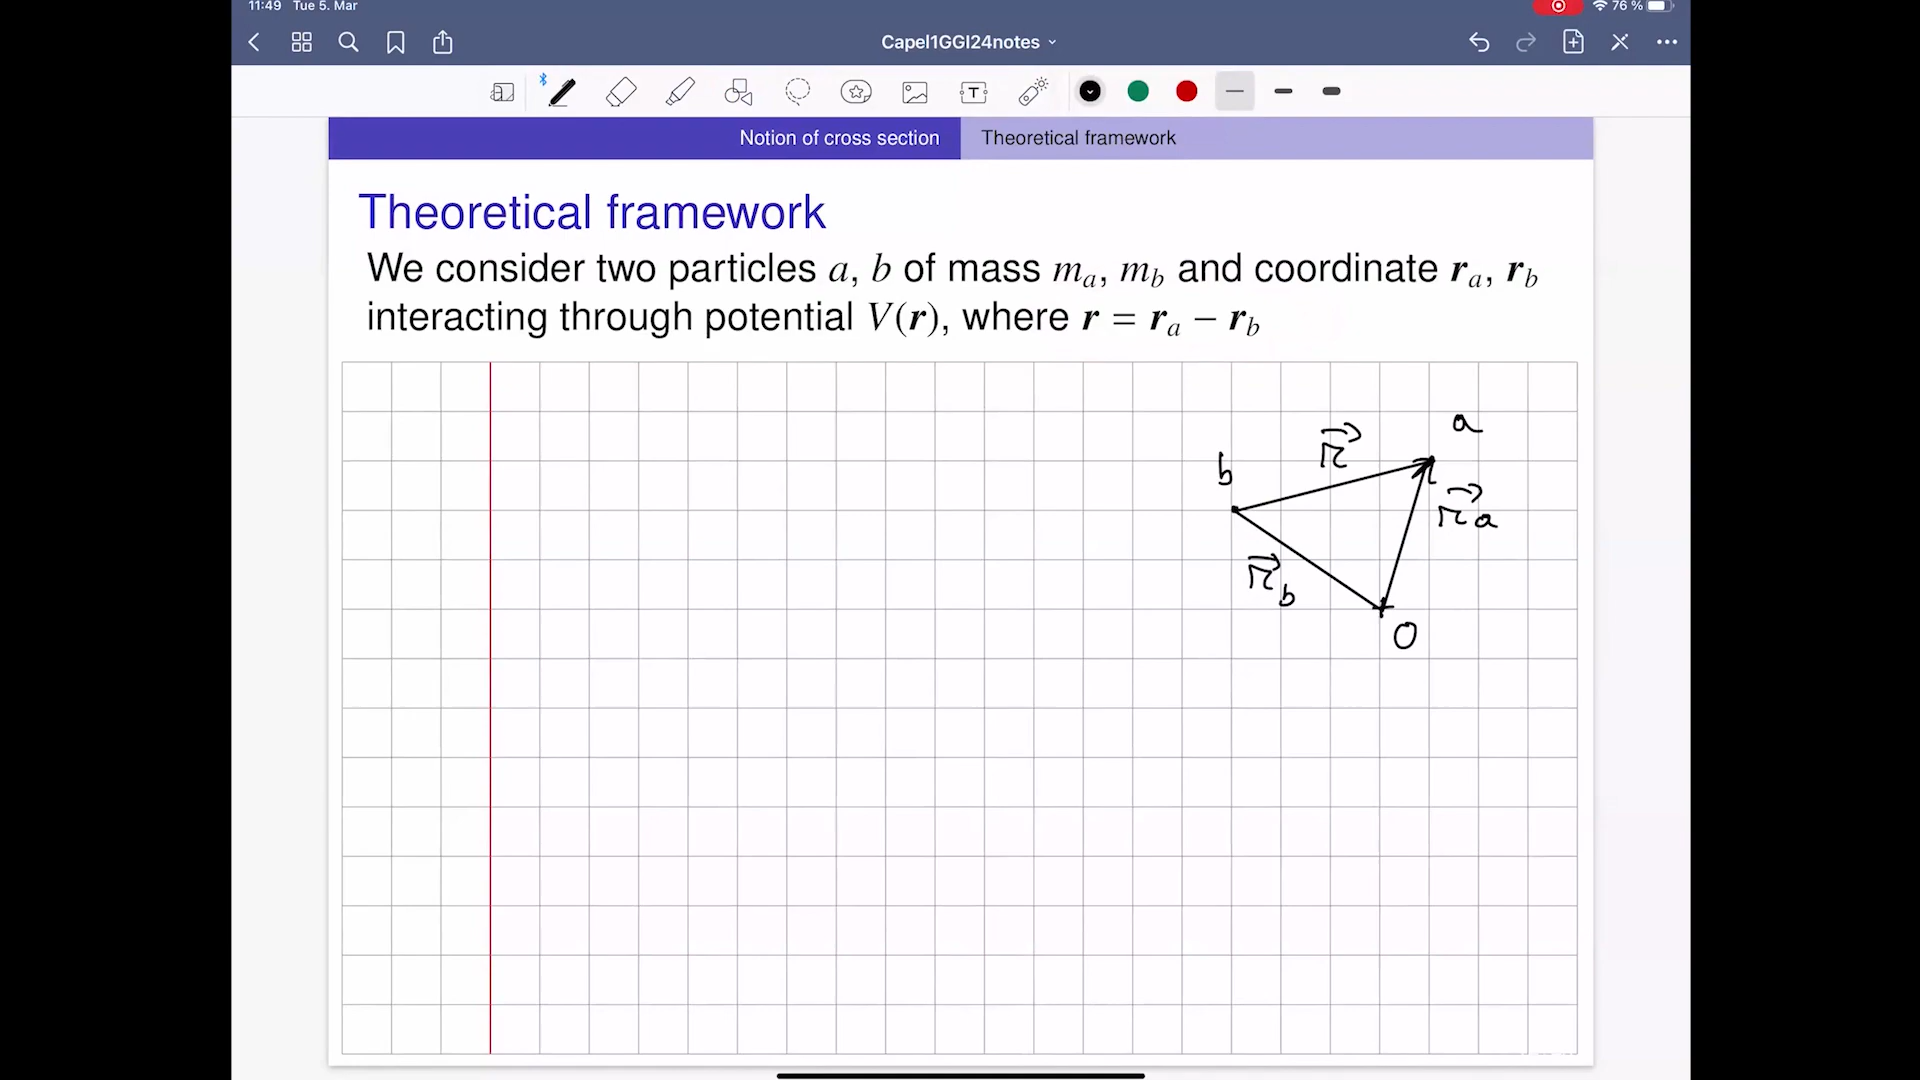 11:49 Tue 5. Mar
76 %
Capel1GGI24notes
T
Notion of cross section Theoretical framework
Theoretical framework
We consider two particles a, b of mass mₐ, m_b and coordinate rₐ, r_b
interacting through potential V(r), where r = rₐ − r_b
a
r⃗
b
r⃗ₐ
r⃗_b
O